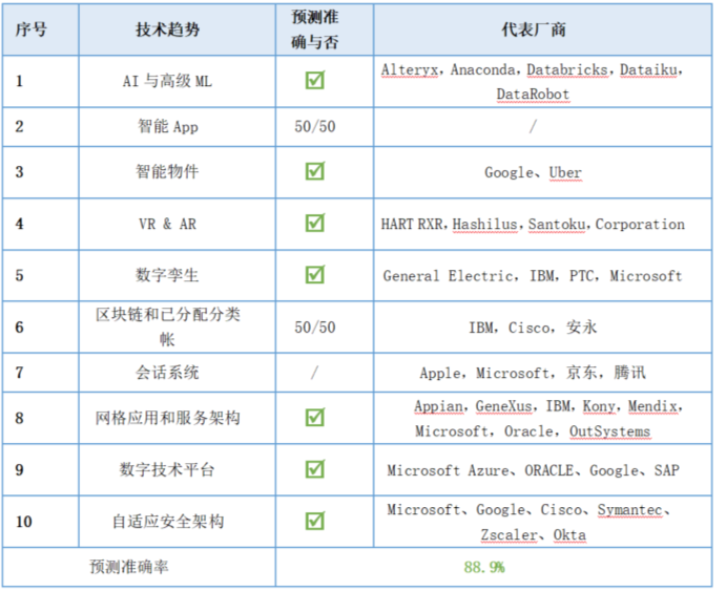 序号 技术趋势 预测准确与否 代表厂商
1 AI 与高级 ML ☑ Alteryx, Anaconda, Databricks, Dataiku,
DataRobot
2 智能 App 50/50 /
3 智能物件 ☑ Google、Uber
4 VR & AR ☑ HART RXR, Hashilus, Santoku, Corporation
5 数字孪生 ☑ General Electric, IBM, PTC, Microsoft
6 区块链和已分配分类
帐 50/50 IBM, Cisco, 安永
7 会话系统 / Apple, Microsoft, 京东, 腾讯
8 网格应用和服务架构 ☑ Appian, GeneXus, IBM, Kony, Mendix,
Microsoft, Oracle, OutSystems
9 数字技术平台 ☑ Microsoft Azure、ORACLE、Google、SAP
10 自适应安全架构 ☑ Microsoft、Google、Cisco、Symantec、
Zscaler、Okta
预测准确率 88.9%